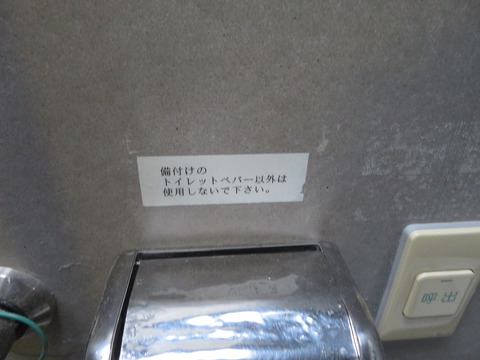 備付けの
トイレットペパー以外は
使用しないで下さい。
呼出